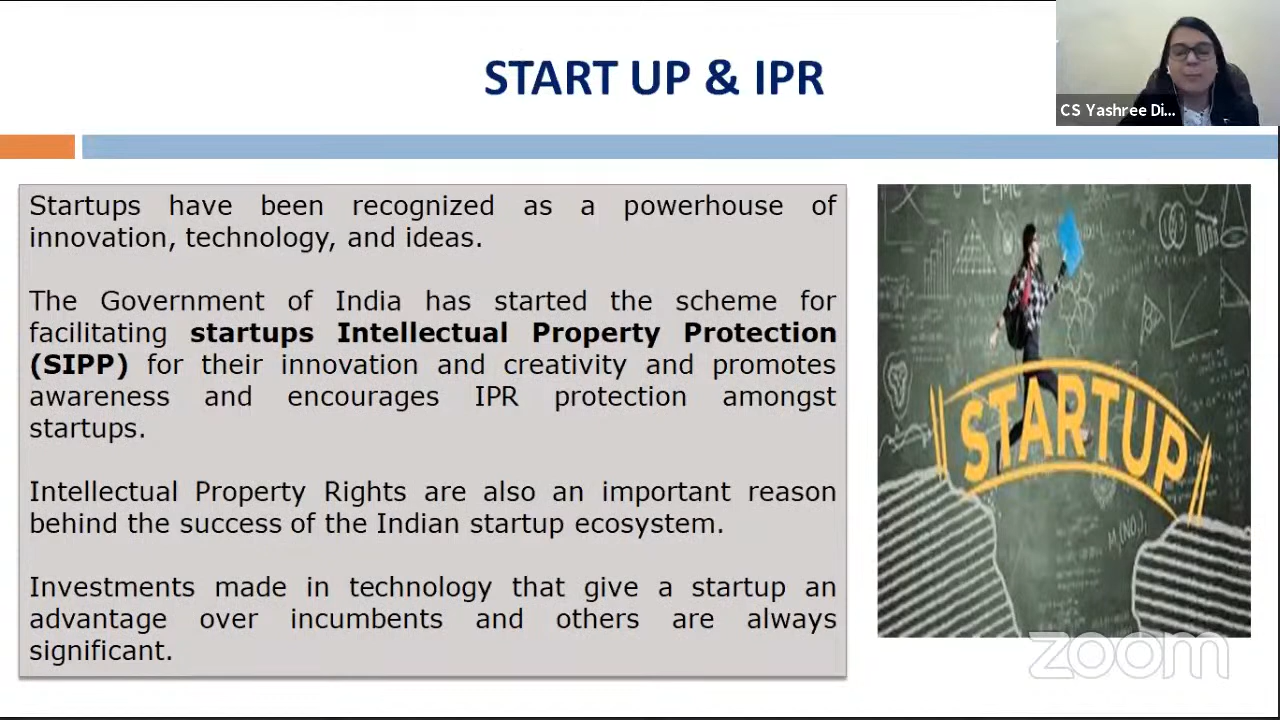 START UP & IPR
CS Yashree Di...
Startups have been recognized as a powerhouse of
innovation, technology, and ideas.
The Government of India has started the scheme for
facilitating startups Intellectual Property Protection
(SIPP) for their innovation and creativity and promotes
awareness and encourages IPR protection amongst
startups.
Intellectual Property Rights are also an important reason
behind the success of the Indian startup ecosystem.
Investments made in technology that give a startup an
advantage over incumbents and others are always
significant.
STARTUP
zoom